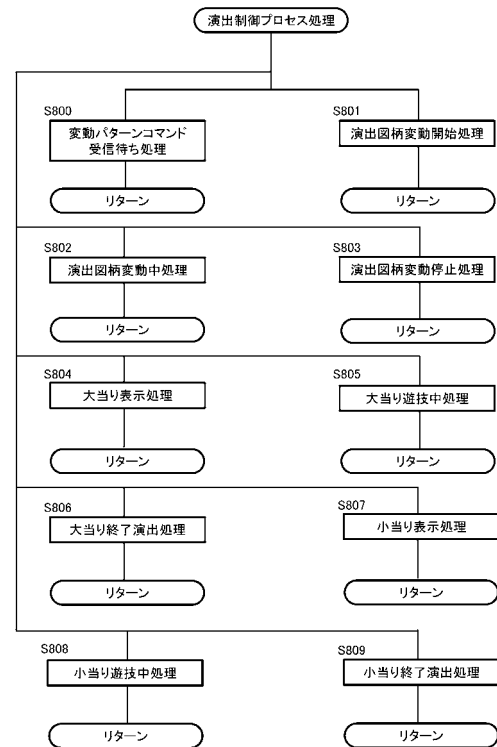 演出制御プロセス処理
S800
変動パターンコマンド
受信待ち処理
リターン
S801
演出図柄変動開始処理
リターン
S802
演出図柄変動中処理
リターン
S803
演出図柄変動停止処理
リターン
S804
大当り表示処理
リターン
S805
大当り遊技中処理
リターン
S806
大当り終了演出処理
リターン
S807
小当り表示処理
リターン
S808
小当り遊技中処理
リターン
S809
小当り終了演出処理
リターン